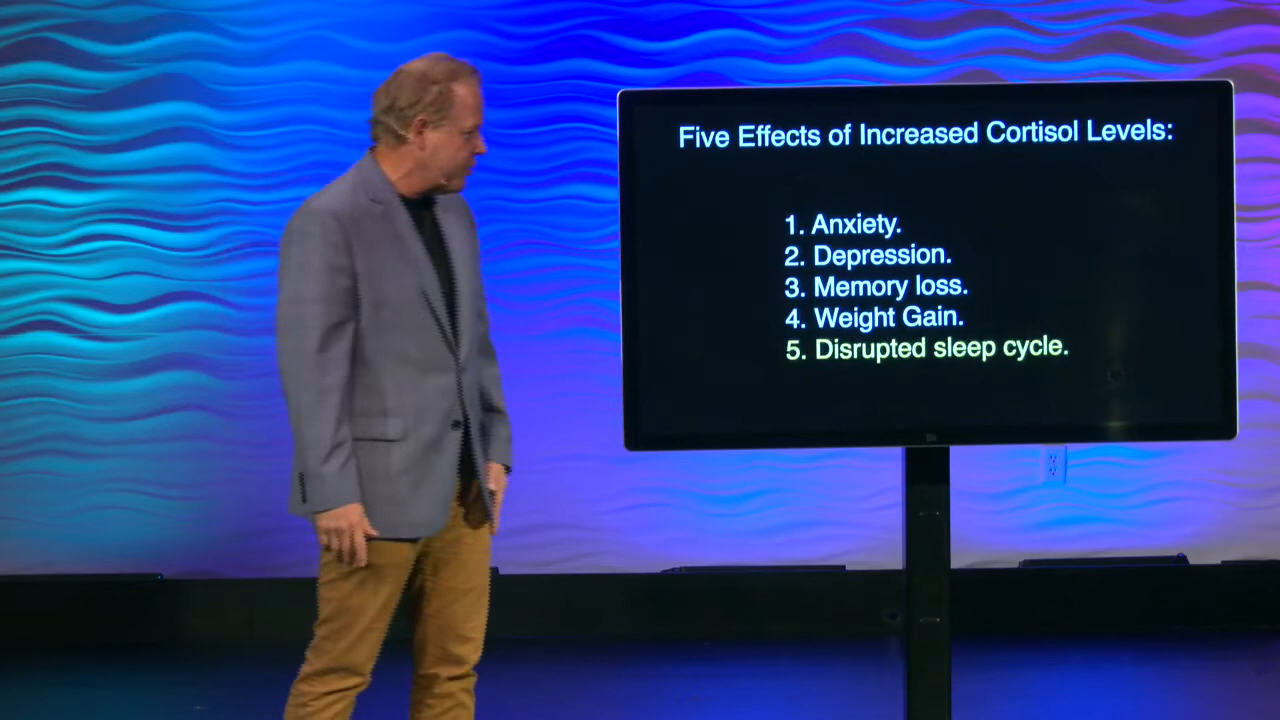 Five Effects of Increased Cortisol Levels:
1. Anxiety.
2. Depression.
3. Memory loss.
4. Weight Gain.
5. Disrupted sleep cycle.